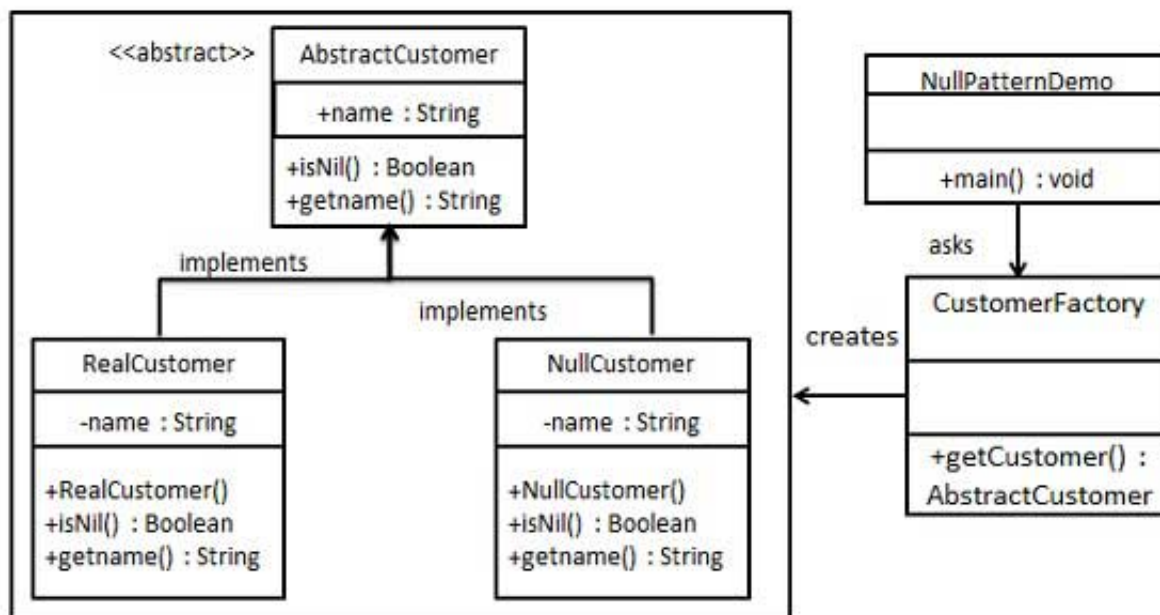 <<abstract>>
AbstractCustomer
+name : String
+isNil() : Boolean
+getname() : String
implements
implements
RealCustomer
-name : String
+RealCustomer()
+isNil() : Boolean
+getname() : String
NullCustomer
-name : String
+NullCustomer()
+isNil() : Boolean
+getname() : String
NullPatternDemo
+main() : void
asks
CustomerFactory
+getCustomer() :
AbstractCustomer
creates